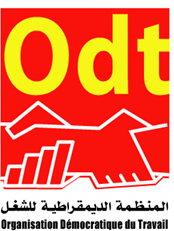 Odt
المنظمة الديمقراطية للشغل
Organisation Démocratique du Travail